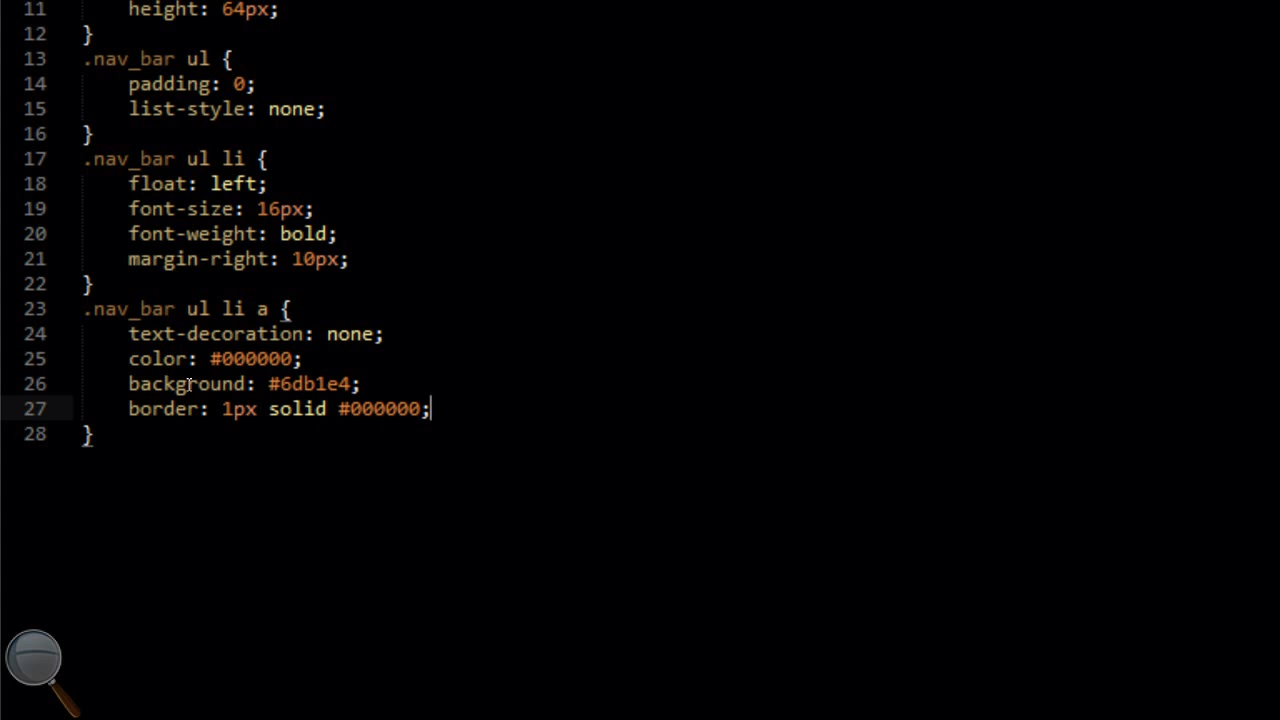 11 height: 64px;
12 }
13 .nav_bar ul {
14 padding: 0;
15 list-style: none;
16 }
17 .nav_bar ul li {
18 float: left;
19 font-size: 16px;
20 font-weight: bold;
21 margin-right: 10px;
22 }
23 .nav_bar ul li a {
24 text-decoration: none;
25 color: #000000;
26 background: #6db1e4;
27 border: 1px solid #000000;
28 }